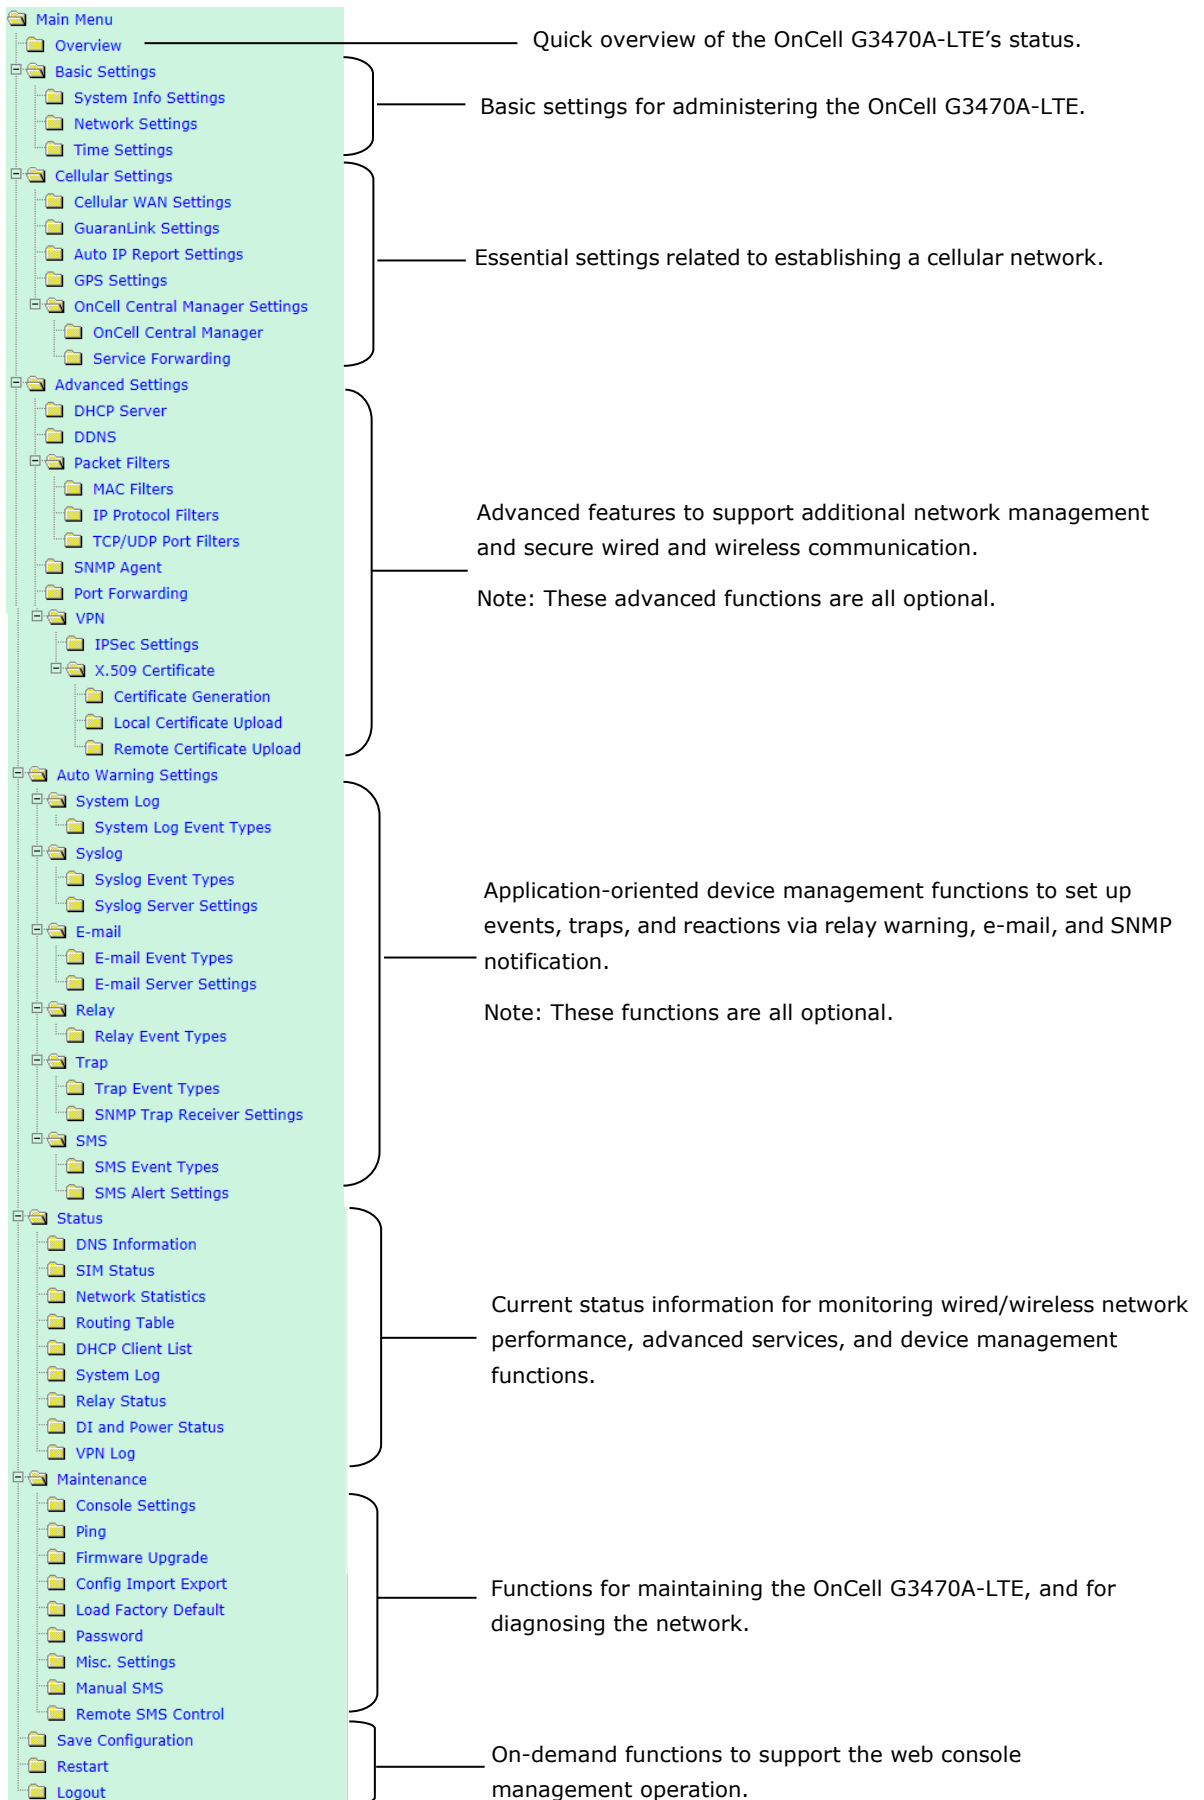 Main Menu
Overview
Quick overview of the OnCell G3470A-LTE’s status.
Basic Settings
System Info Settings
Network Settings
Time Settings
Basic settings for administering the OnCell G3470A-LTE.
Cellular Settings
Cellular WAN Settings
GuaranLink Settings
Auto IP Report Settings
GPS Settings
OnCell Central Manager Settings
OnCell Central Manager
Service Forwarding
Essential settings related to establishing a cellular network.
Advanced Settings
DHCP Server
DDNS
Packet Filters
MAC Filters
IP Protocol Filters
TCP/UDP Port Filters
SNMP Agent
Port Forwarding
VPN
IPSec Settings
X.509 Certificate
Certificate Generation
Local Certificate Upload
Remote Certificate Upload
Advanced features to support additional network management
and secure wired and wireless communication.
Note: These advanced functions are all optional.
Auto Warning Settings
System Log
System Log Event Types
Syslog
Syslog Event Types
Syslog Server Settings
E-mail
E-mail Event Types
E-mail Server Settings
Relay
Relay Event Types
Trap
Trap Event Types
SNMP Trap Receiver Settings
SMS
SMS Event Types
SMS Alert Settings
Application-oriented device management functions to set up
events, traps, and reactions via relay warning, e-mail, and SNMP
notification.
Note: These functions are all optional.
Status
DNS Information
SIM Status
Network Statistics
Routing Table
DHCP Client List
System Log
Relay Status
DI and Power Status
VPN Log
Current status information for monitoring wired/wireless network
performance, advanced services, and device management
functions.
Maintenance
Console Settings
Ping
Firmware Upgrade
Config Import Export
Load Factory Default
Password
Misc. Settings
Manual SMS
Remote SMS Control
Functions for maintaining the OnCell G3470A-LTE, and for
diagnosing the network.
Save Configuration
Restart
Logout
On-demand functions to support the web console
management operation.